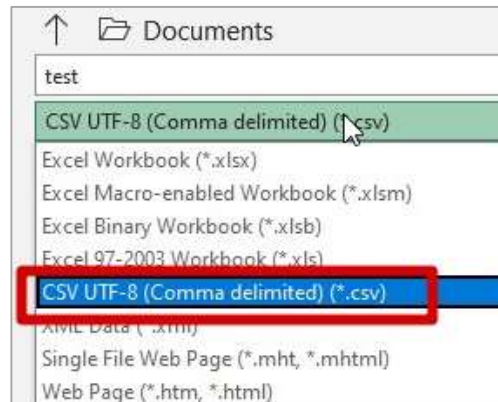 Documents
test
CSV UTF-8 (Comma delimited) (*.csv)
Excel Workbook (*.xlsx)
Excel Macro-enabled Workbook (*.xlsm)
Excel Binary Workbook (*.xlsb)
Excel 97-2003 Workbook (*.xls)
CSV UTF-8 (Comma delimited) (*.csv)
XML Data (*.xml)
Single File Web Page (*.mht, *.mhtml)
Web Page (*.htm, *.html)